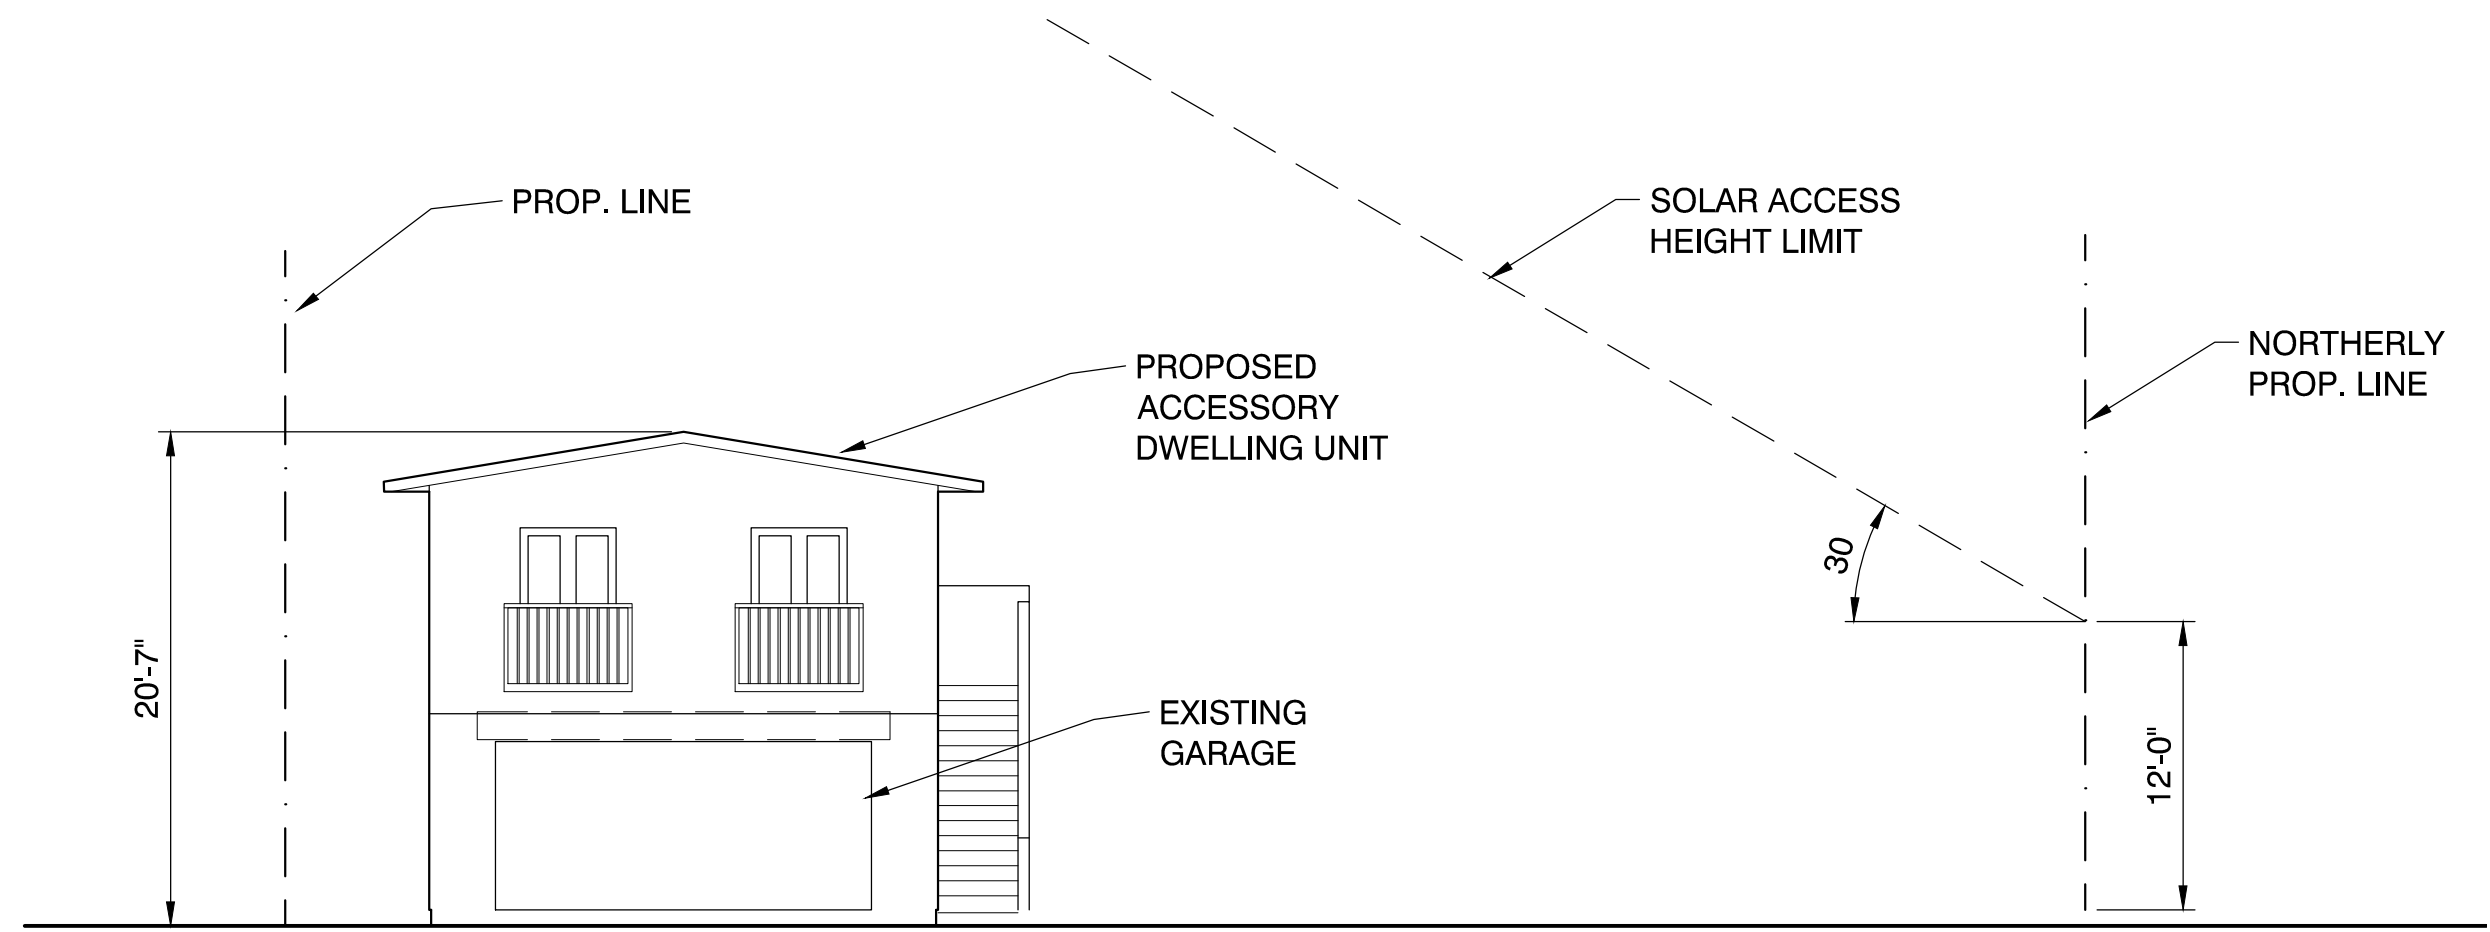 PROP. LINE
SOLAR ACCESS
HEIGHT LIMIT
NORTHERLY
PROP. LINE
PROPOSED
ACCESSORY
DWELLING UNIT
30
20'-7"
EXISTING
GARAGE
12'-0"